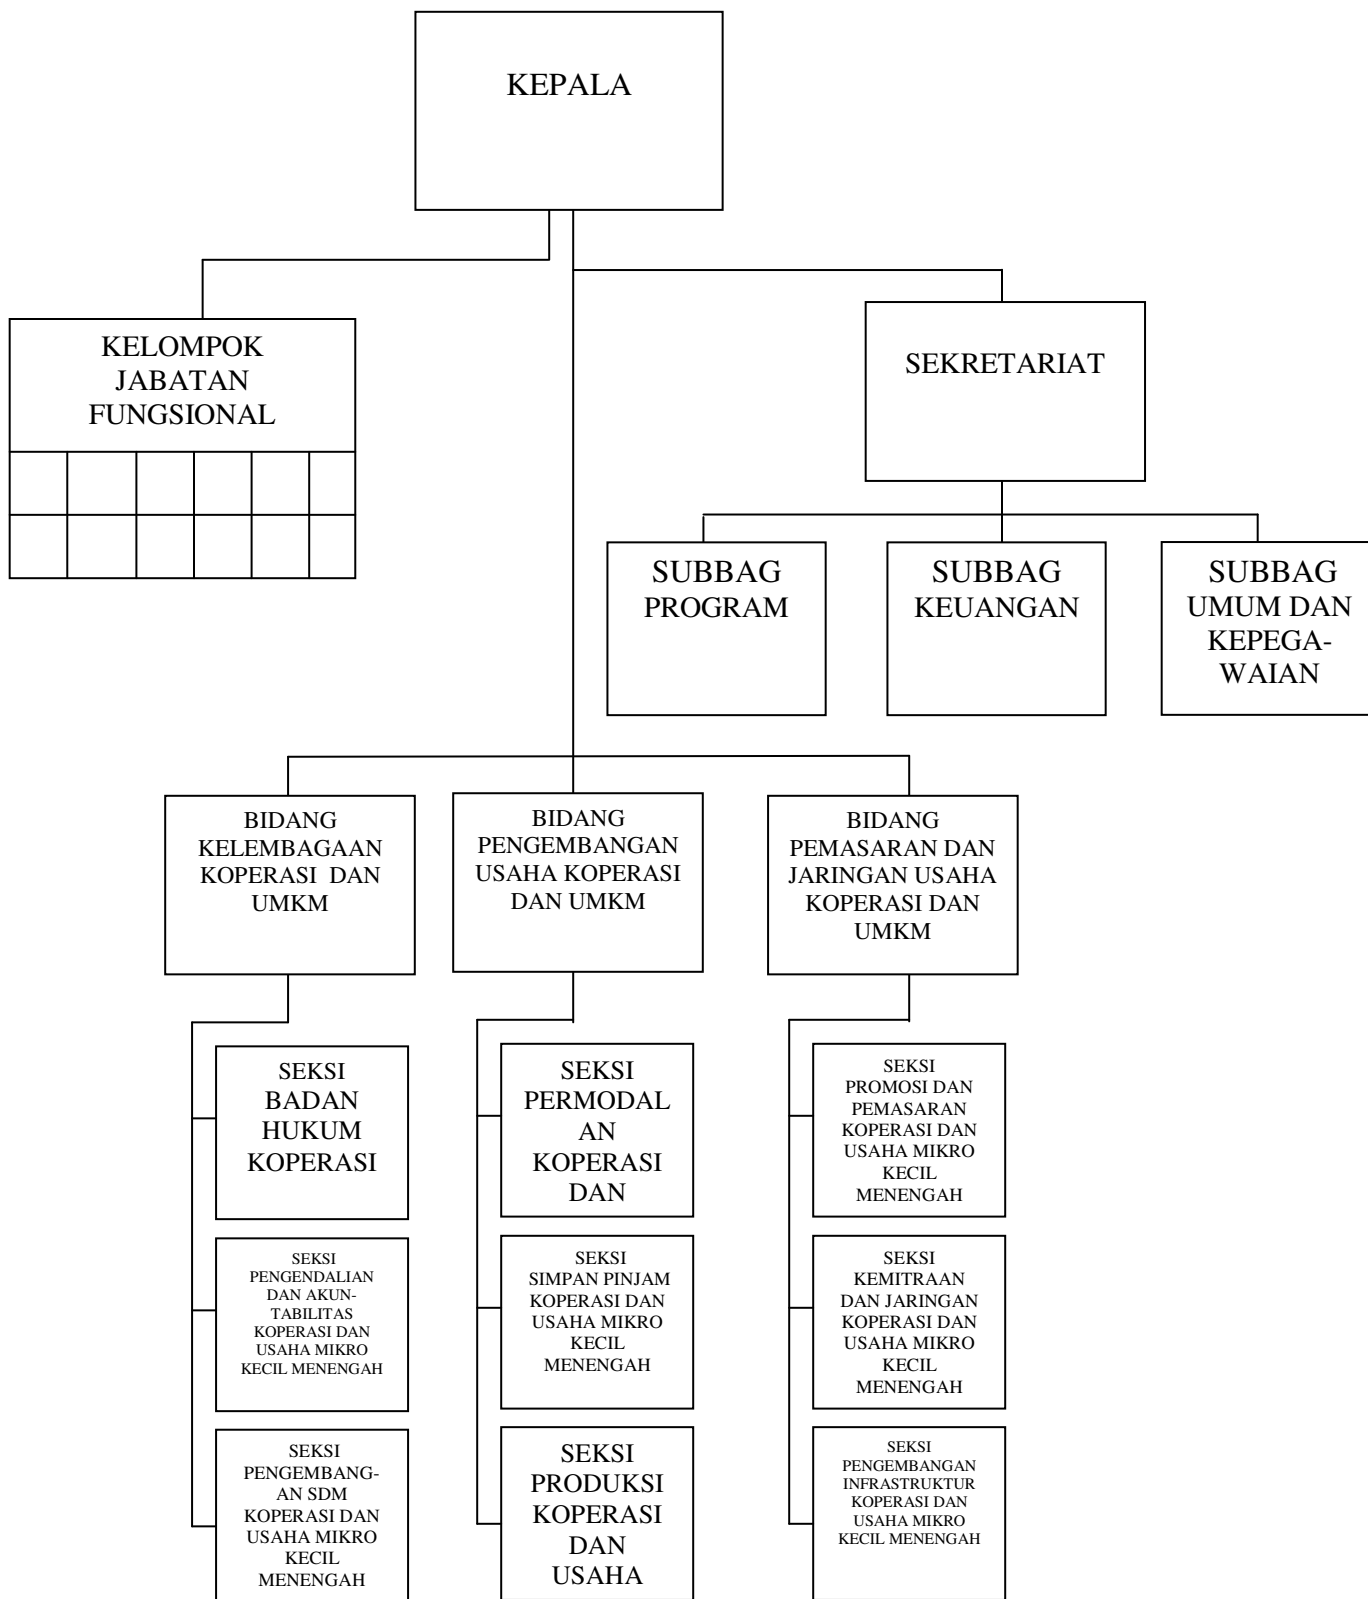 KEPALA
KELOMPOK
JABATAN
FUNGSIONAL
SEKRETARIAT
SUBBAG
PROGRAM
SUBBAG
KEUANGAN
SUBBAG
UMUM DAN
KEPEGA-
WAIAN
BIDANG
KELEMBAGAAN
KOPERASI DAN
UMKM
BIDANG
PENGEMBANGAN
USAHA KOPERASI
DAN UMKM
BIDANG
PEMASARAN DAN
JARINGAN USAHA
KOPERASI DAN
UMKM
SEKSI
BADAN
HUKUM
KOPERASI
SEKSI
PENGENDALIAN
DAN AKUN-
TABILITAS
KOPERASI DAN
USAHA MIKRO
KECIL MENENGAH
SEKSI
PENGEMBANG-
AN SDM
KOPERASI DAN
USAHA MIKRO
KECIL
MENENGAH
SEKSI
PERMODAL
AN
KOPERASI
DAN
SEKSI
SIMPAN PINJAM
KOPERASI DAN
USAHA MIKRO
KECIL
MENENGAH
SEKSI
PRODUKSI
KOPERASI
DAN
USAHA
SEKSI
PROMOSI DAN
PEMASARAN
KOPERASI DAN
USAHA MIKRO
KECIL
MENENGAH
SEKSI
KEMITRAAN
DAN JARINGAN
KOPERASI DAN
USAHA MIKRO
KECIL
MENENGAH
SEKSI
PENGEMBANGAN
INFRASTRUKTUR
KOPERASI DAN
USAHA MIKRO
KECIL MENENGAH